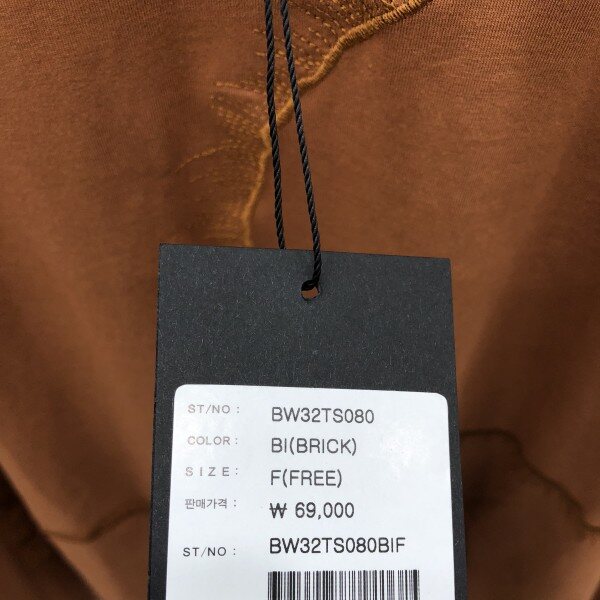 ST/NO : BW32TS080
COLOR : BI(BRICK)
SIZE : F(FREE)
판매가격 : ₩ 69,000
ST/NO : BW32TS080BIF